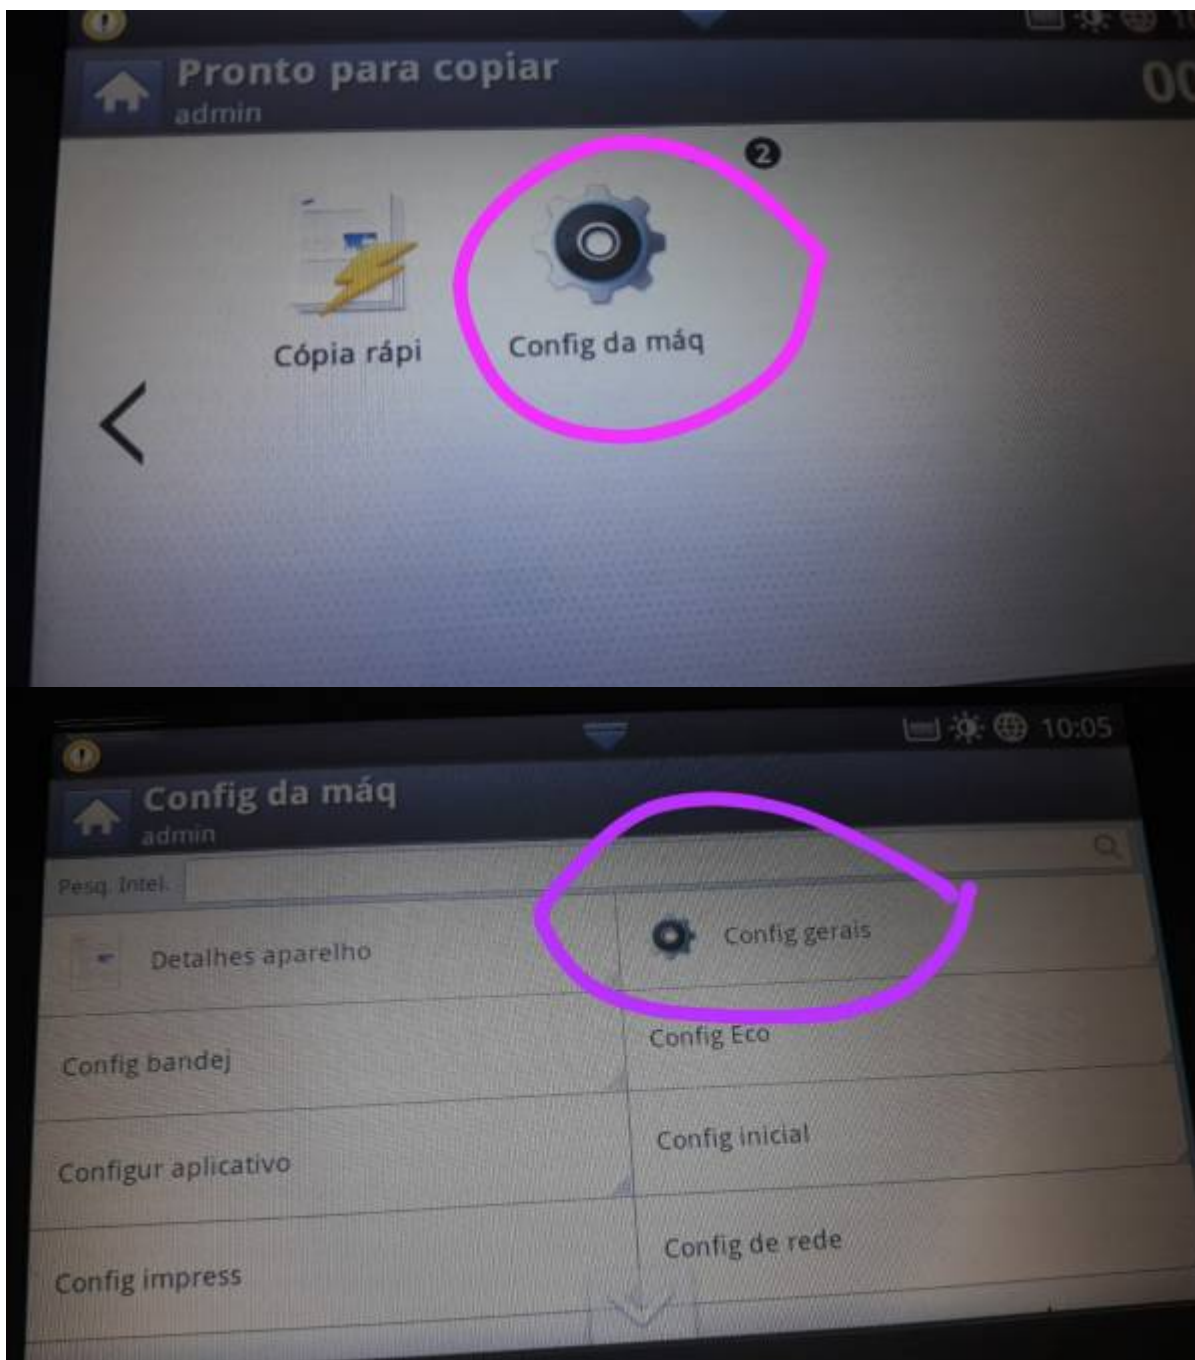 Pronto para copiar
admin
2
Cópia rápi
Config da máq
10:05
Config da máq
admin
Pesq. Intel.
Detalhes aparelho
Config gerais
Config bandej
Config Eco
Configur aplicativo
Config inicial
Config impress
Config de rede